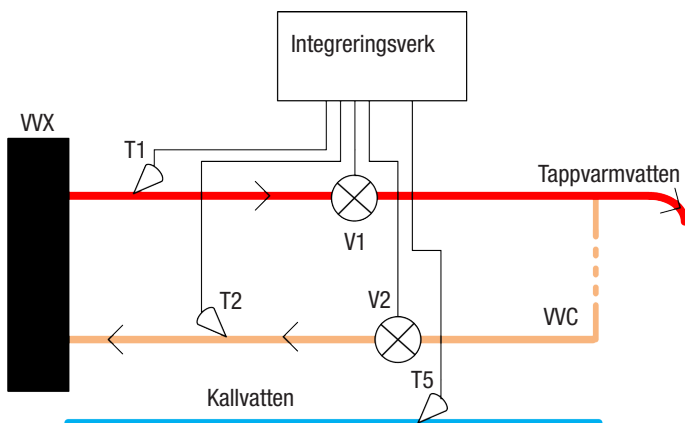 Integreringsverk
VVX
T1
Tappvarmvatten
V1
T2
V2
VVC
T5
Kallvatten